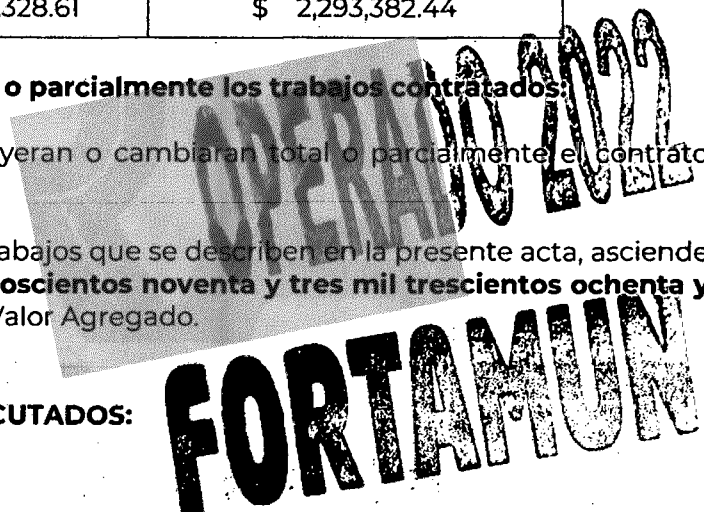 328.61 $ 2,293,382.44
o parcialmente los trabajos contratados:
yeran o cambiaran total o parcialmente el contrato
abajos que se describen en la presente acta, asciende
oscientos noventa y tres mil trescientos ochenta y
Valor Agregado.
CUTADOS:
OPERADO 2022
FORTAMUN